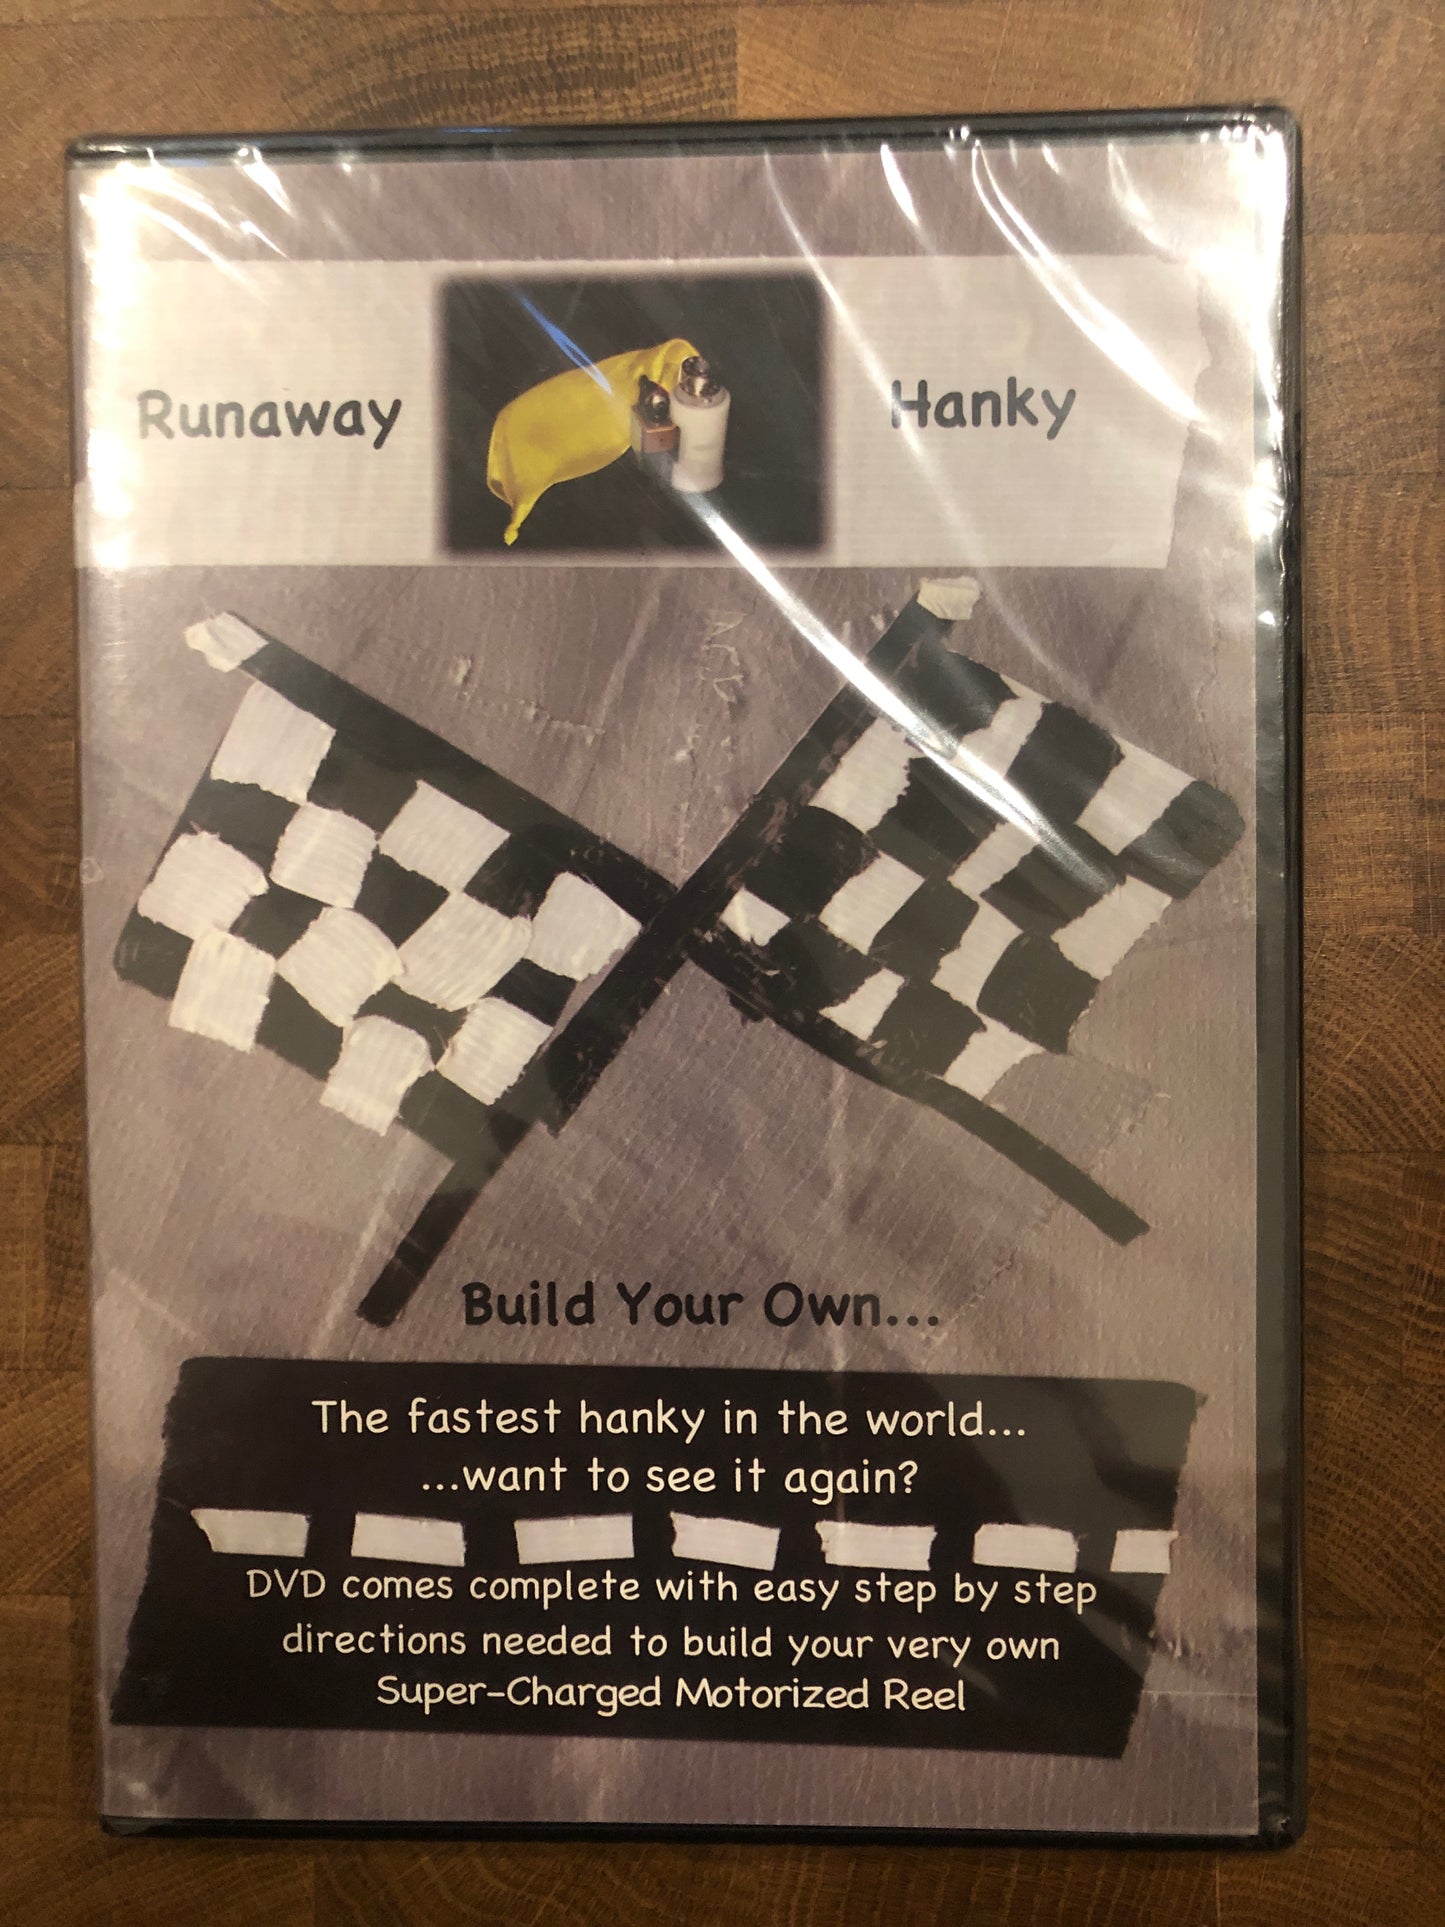 Runaway Hanky
Build Your Own...
The fastest hanky in the world...
...want to see it again?
DVD comes complete with easy step by step
directions needed to build your very own
Super-Charged Motorized Reel